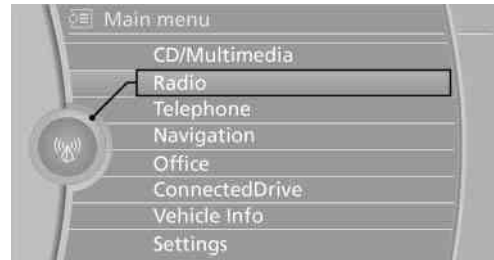 Main menu
CD/Multimedia
Radio
Telephone
Navigation
Office
ConnectedDrive
Vehicle Info
Settings